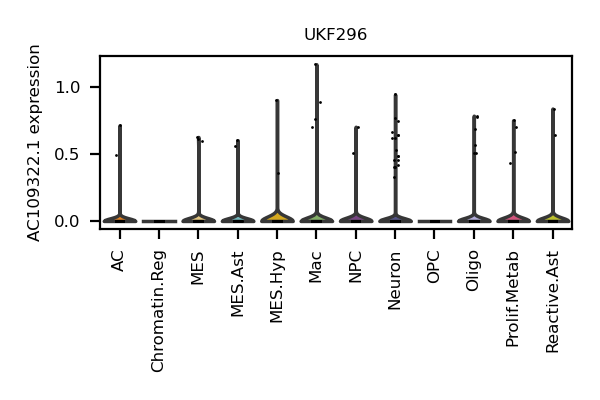 UKF296
AC109322.1 expression
1.0
0.5
0.0
AC
Chromatin.Reg
MES
MES.Ast
MES.Hyp
Mac
NPC
Neuron
OPC
Oligo
Prolif.Metab
Reactive.Ast